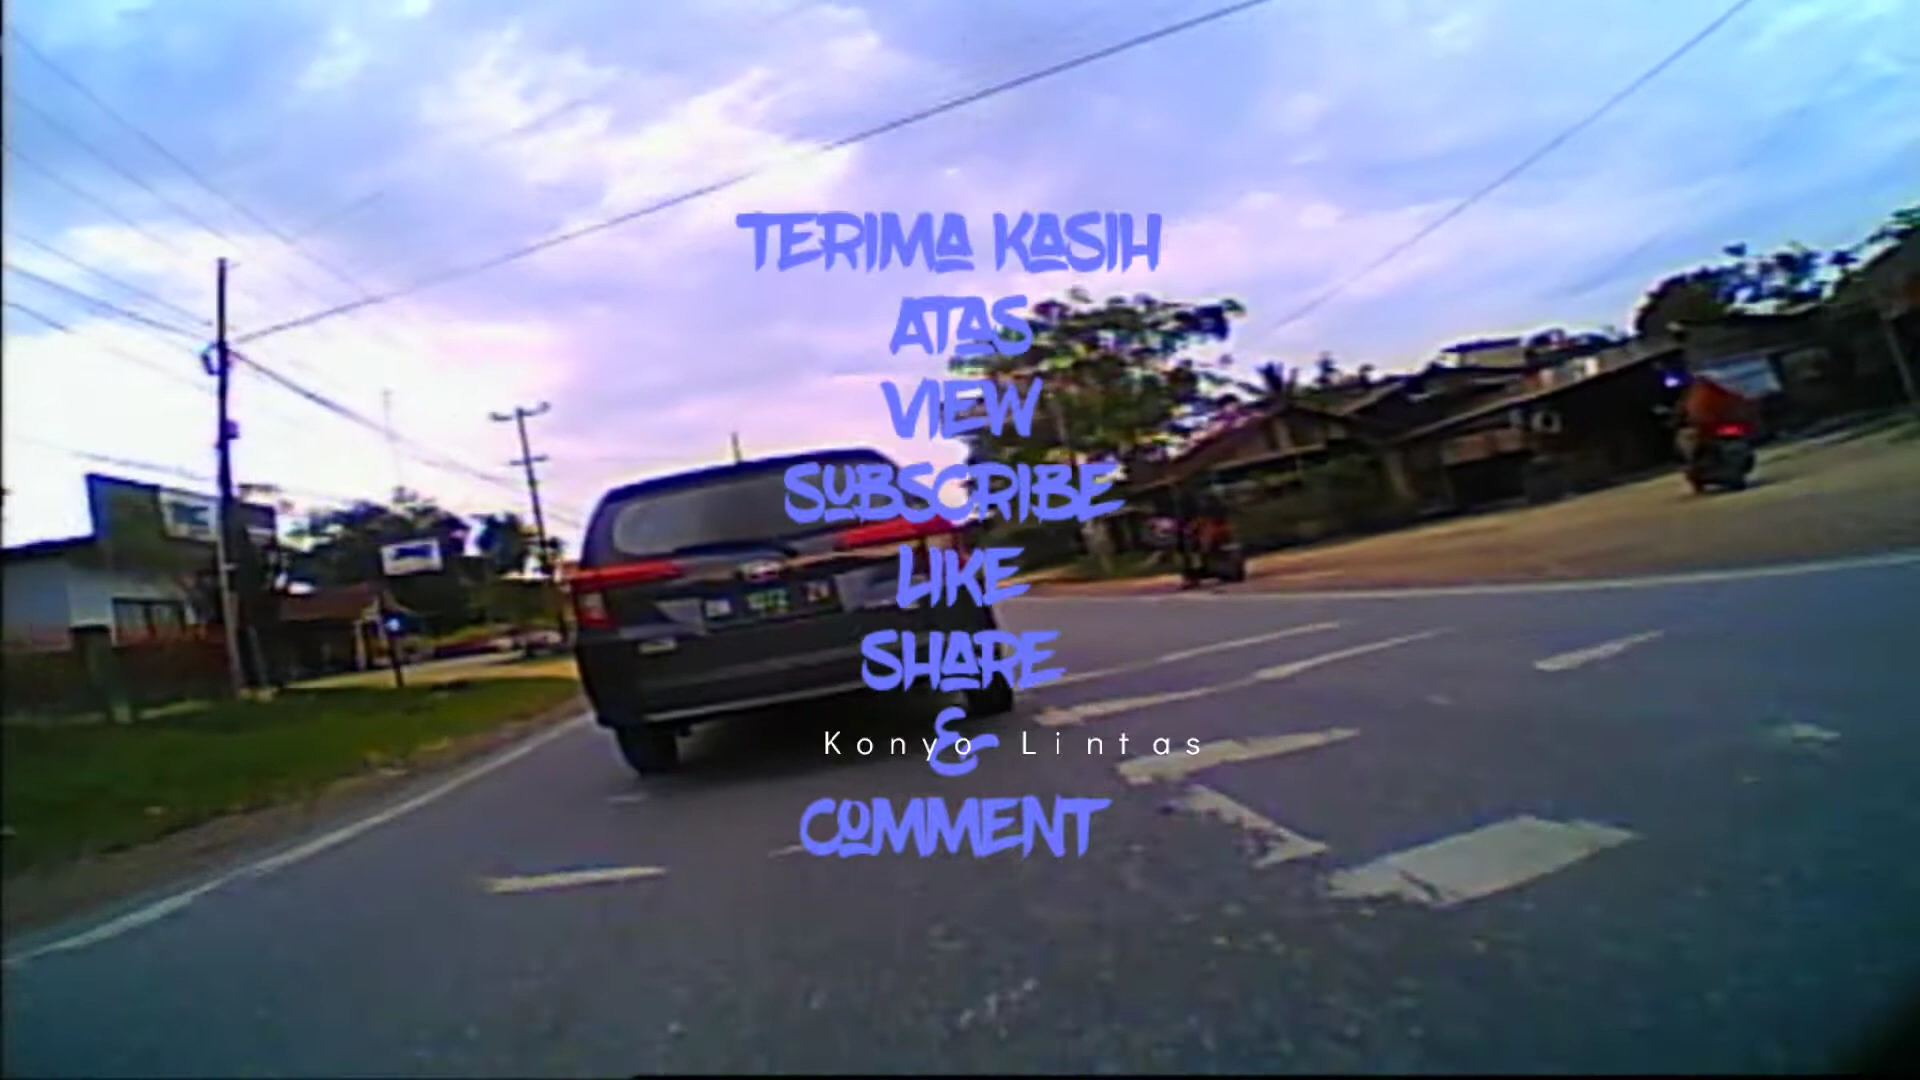 TERIMA KASIH
ATAS
VIEW
SUBSCRIBE
LIKE
SHARE
&
Konyo Lintas
COMMENT